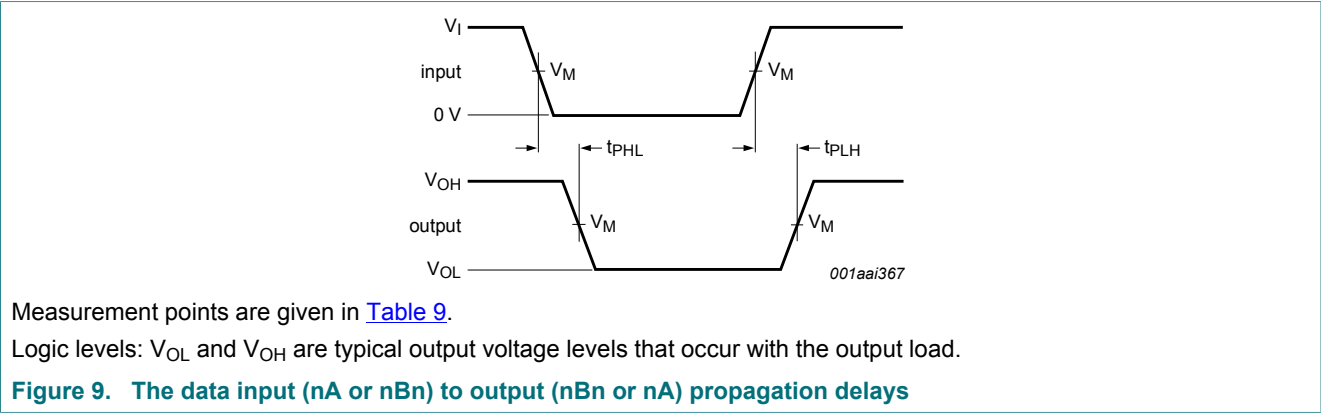 VI
input
VM
VM
0 V
tPHL
tPLH
VOH
output
VM
VM
VOL
001aai367
Measurement points are given in Table 9.
Logic levels: VOL and VOH are typical output voltage levels that occur with the output load.
Figure 9. The data input (nA or nBn) to output (nBn or nA) propagation delays